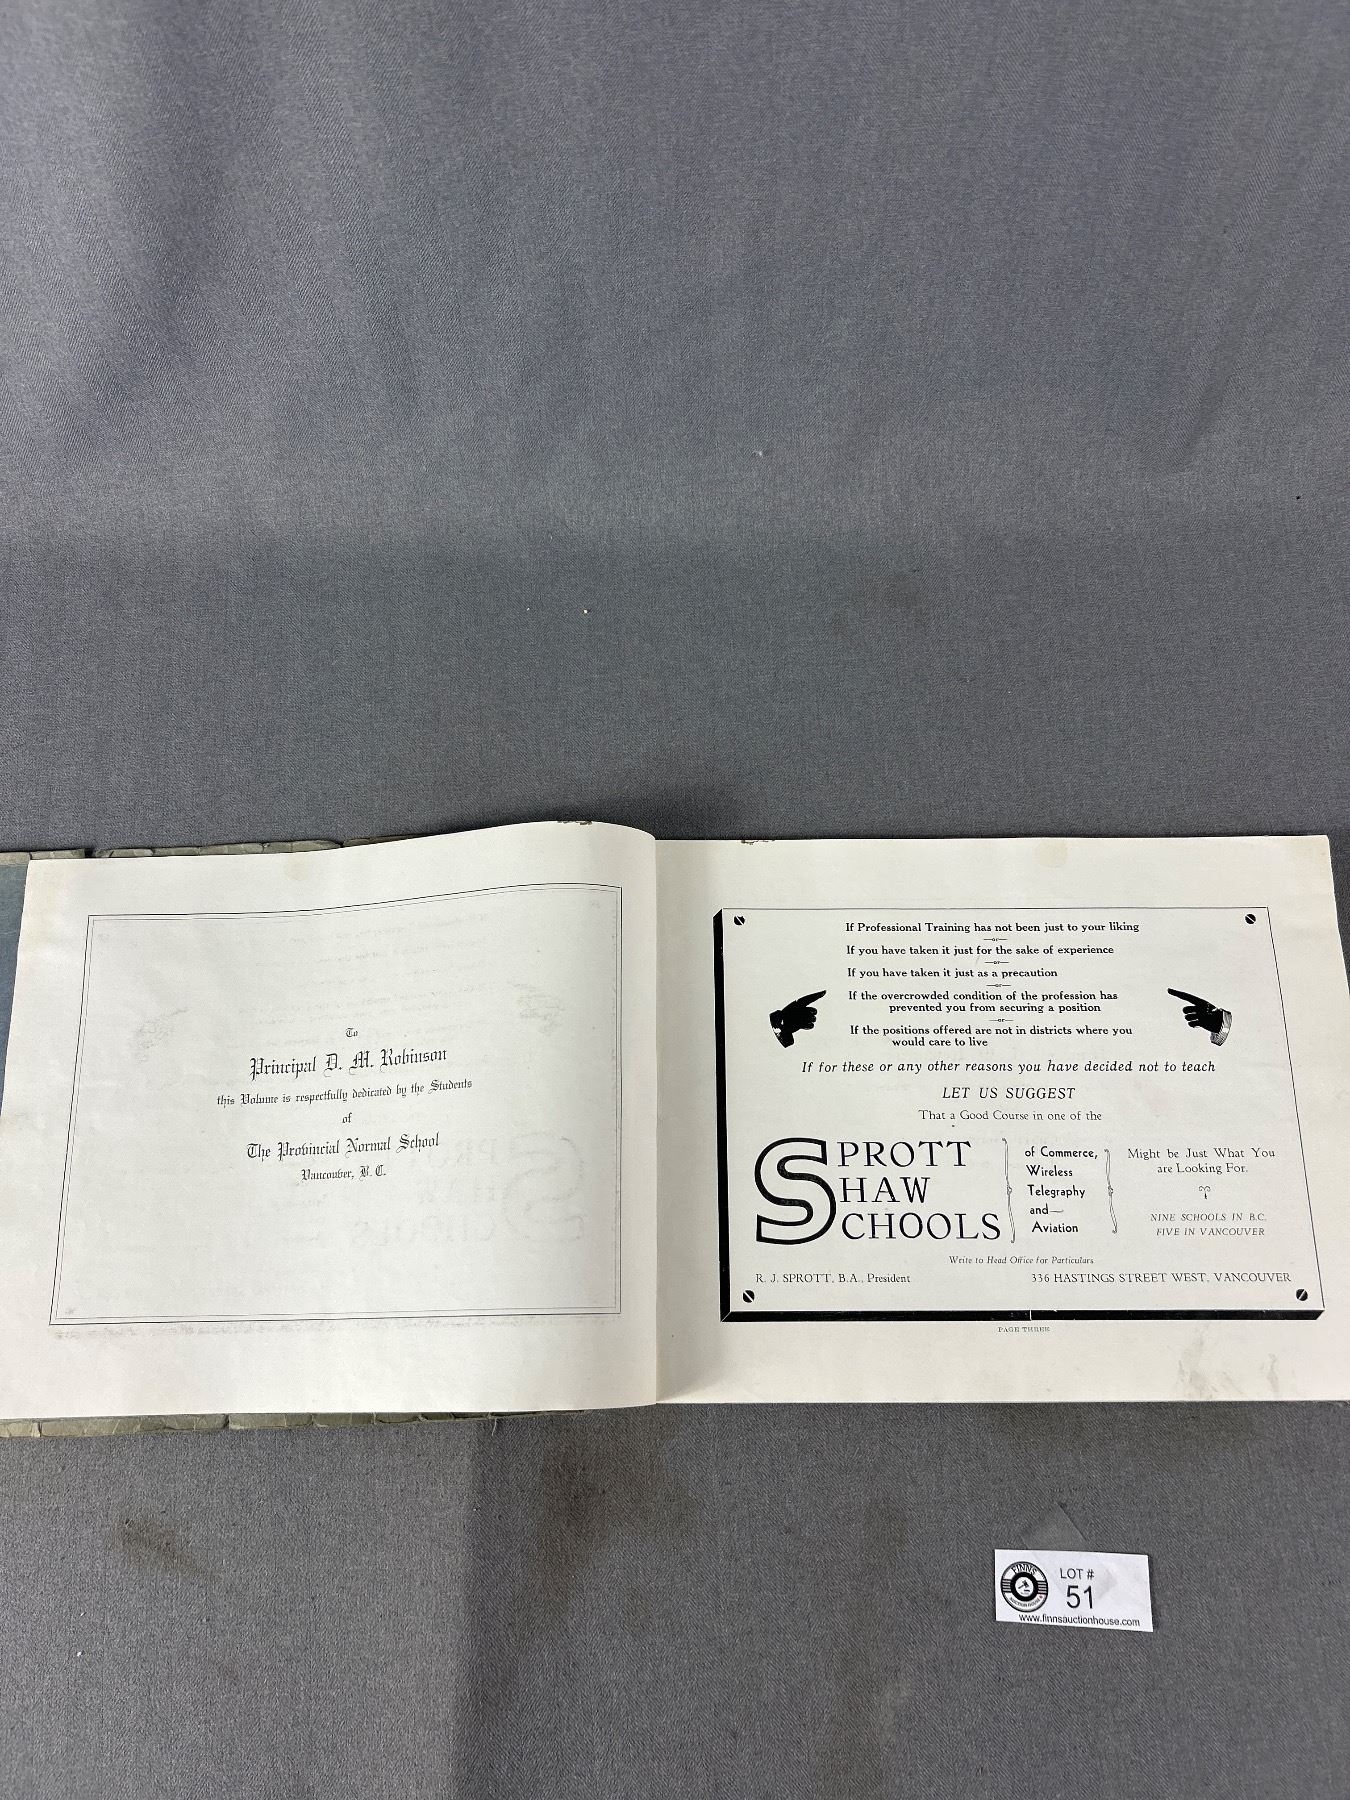 To
Principal D. M. Robinson
this Volume is respectfully dedicated by the Students
of
The Provincial Normal School
Vancouver, B. C.
If Professional Training has not been just to your liking
—or—
If you have taken it just for the sake of experience
—or—
If you have taken it just as a precaution
—or—
If the overcrowded condition of the profession has
prevented you from securing a position
—or—
If the positions offered are not in districts where you
would care to live
If for these or any other reasons you have decided not to teach
LET US SUGGEST
That a Good Course in one of the
SPROTT
SHAW
SCHOOLS
of Commerce,
Wireless
Telegraphy
and—
Aviation
Might be Just What You
are Looking For.
NINE SCHOOLS IN B.C.
FIVE IN VANCOUVER
Write to Head Office for Particulars
R. J. SPROTT, B.A., President
336 HASTINGS STREET WEST, VANCOUVER
PAGE THREE
FINNS
AUCTION HOUSE
LOT #
51
www.finnsauctionhouse.com